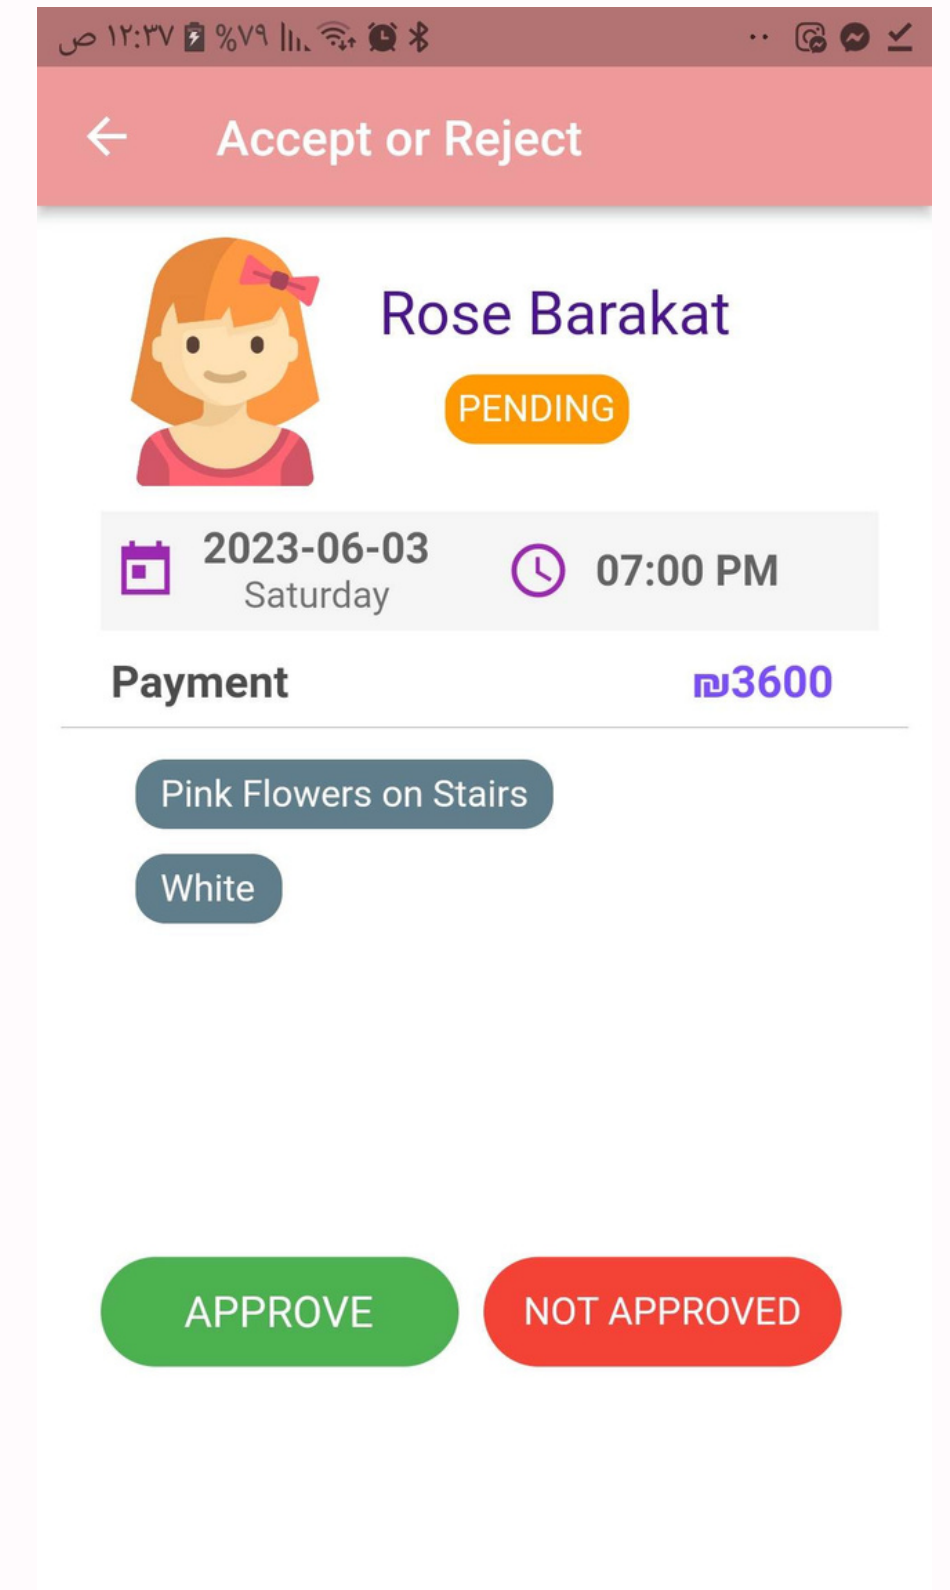 ١٢:٣٧ ص %٧٩
Accept or Reject
Rose Barakat
PENDING
2023-06-03
Saturday
07:00 PM
Payment ₪3600
Pink Flowers on Stairs
White
APPROVE
NOT APPROVED